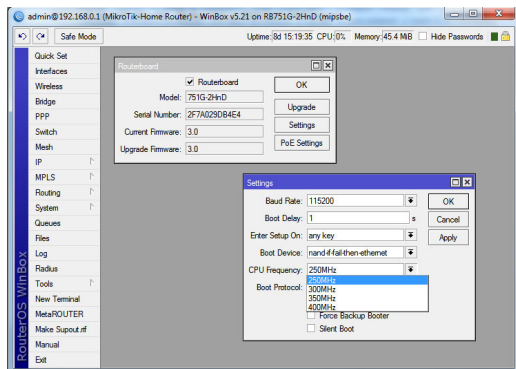 admin@192.168.0.1 (MikroTik-Home Router) - WinBox v5.21 on RB751G-2HnD (mipsbe)
Safe Mode
Uptime: 8d 15:19:35 CPU: 0% Memory: 45.4 MiB Hide Passwords
Quick Set
Interfaces
Wireless
Bridge
PPP
Switch
Mesh
IP
MPLS
Routing
System
Queues
Files
Log
Radius
Tools
New Terminal
MetaROUTER
Make Supout.rif
Manual
Exit
RouterOS WinBox
Routerboard
Routerboard
Model: 751G-2HnD
Serial Number: 2F7A029DB4E4
Current Firmware: 3.0
Upgrade Firmware: 3.0
OK
Upgrade
Settings
PoE Settings
Settings
Baud Rate: 115200
Boot Delay: 1 s
Enter Setup On: any key
Boot Device: nand-if-fail-then-ethernet
CPU Frequency: 250MHz
250MHz
300MHz
350MHz
400MHz
Boot Protocol:
Force Backup Booter
Silent Boot
OK
Cancel
Apply